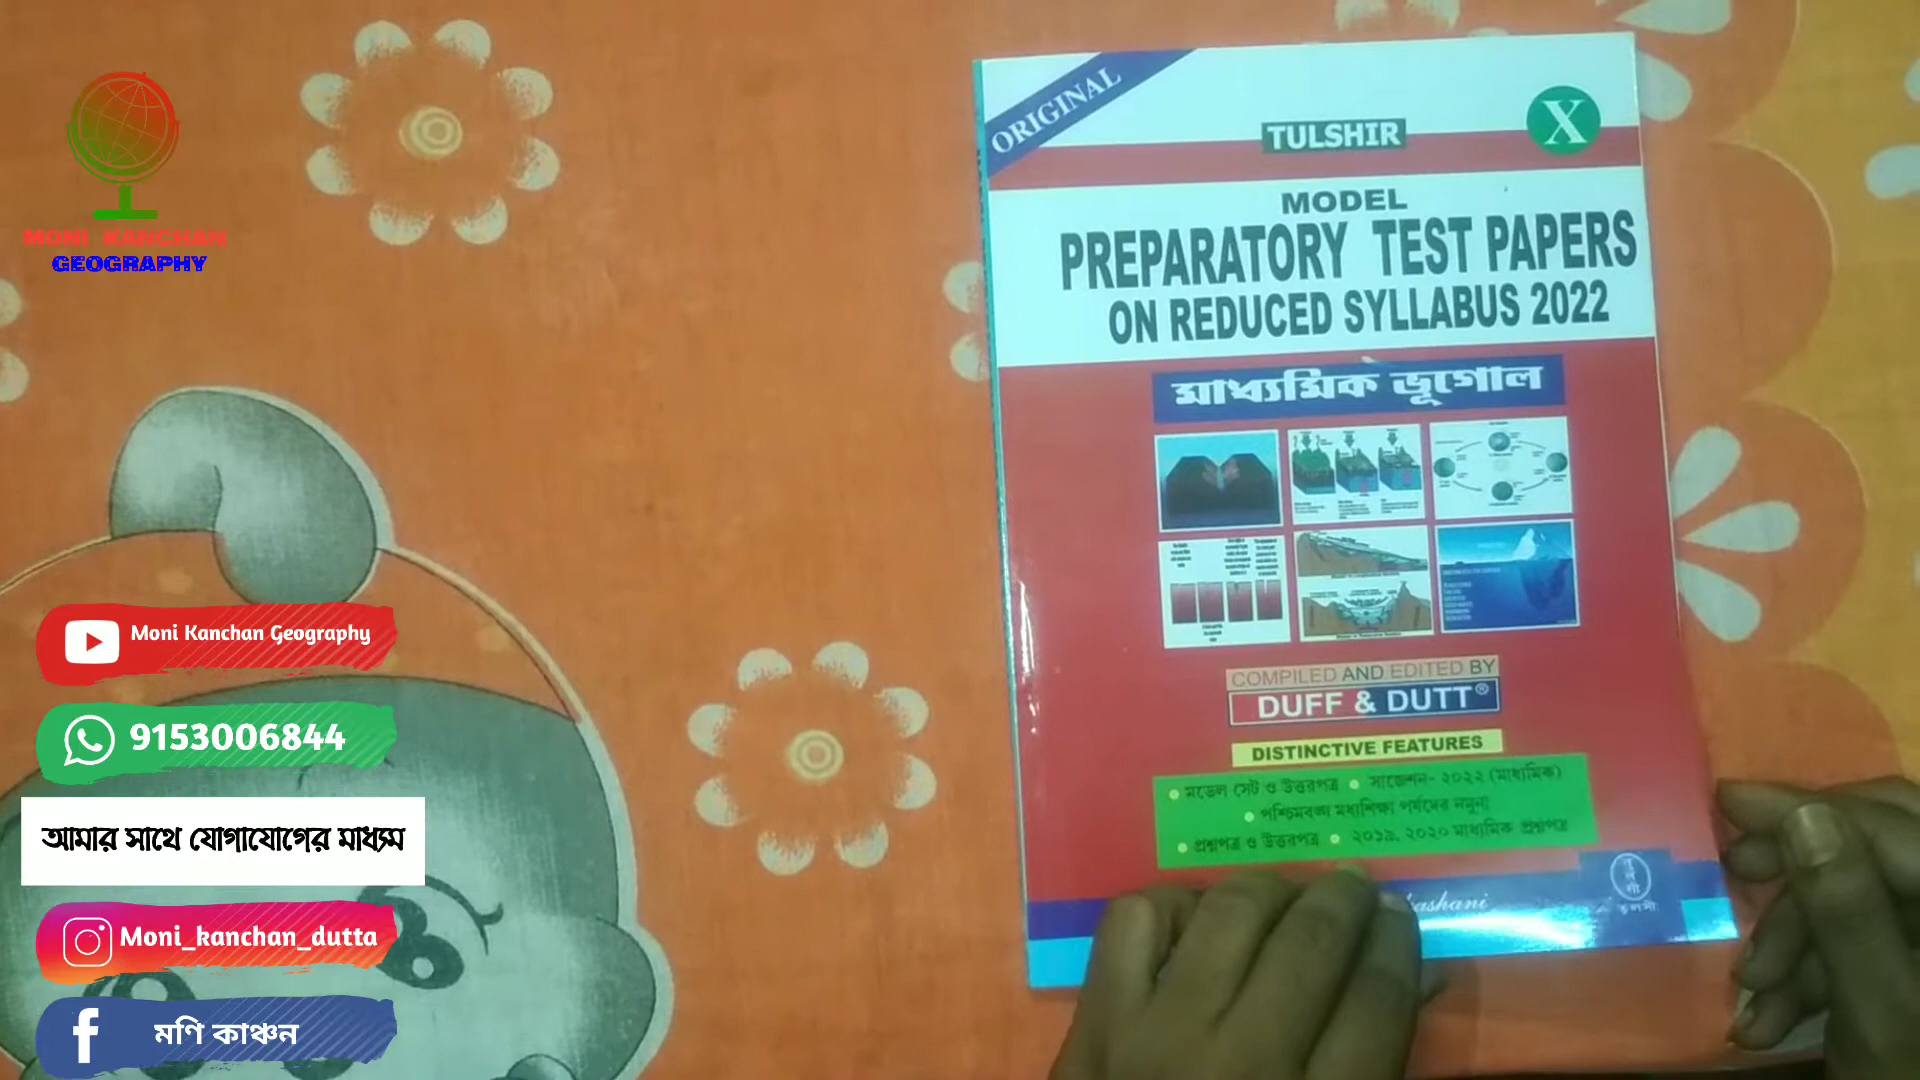 MONI KANCHAN
GEOGRAPHY
Moni Kanchan Geography
9153006844
আমার সাথে যোগাযোগের মাধ্যম
Moni_kanchan_dutta
মণি কাঞ্চন
ORIGINAL
TULSHIR
X
MODEL
PREPARATORY TEST PAPERS
ON REDUCED SYLLABUS 2022
মাধ্যমিক ভূগোল
COMPILED AND EDITED BY
DUFF & DUTT®
DISTINCTIVE FEATURES
● মডেল সেট ও উত্তরপত্র ● সাজেশন- ২০২২ (মাধ্যমিক)
● পশ্চিমবঙ্গ মধ্যশিক্ষা পর্ষদের নমুনা
● প্রশ্নপত্র ও উত্তরপত্র ● ২০১৯, ২০২০ মাধ্যমিক প্রশ্নপত্র
তুলসী